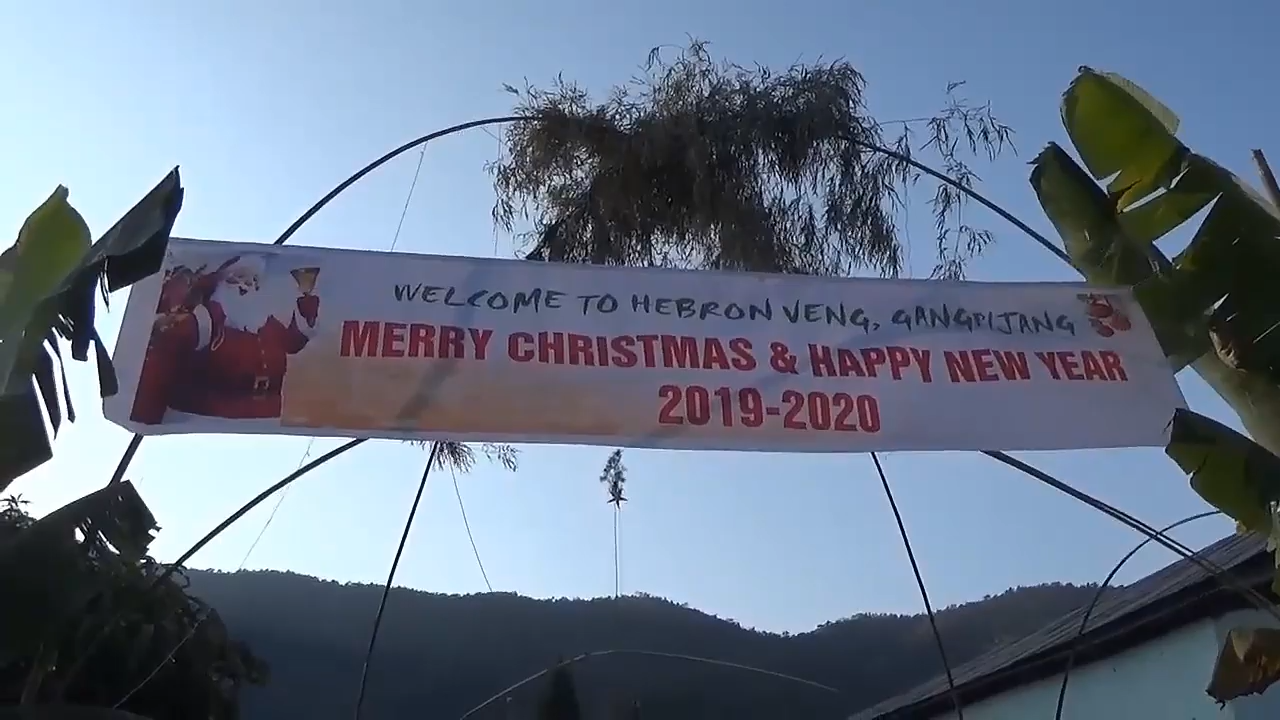 WELCOME TO HEBRON VENG, GANGPIJANG
MERRY CHRISTMAS & HAPPY NEW YEAR
2019-2020